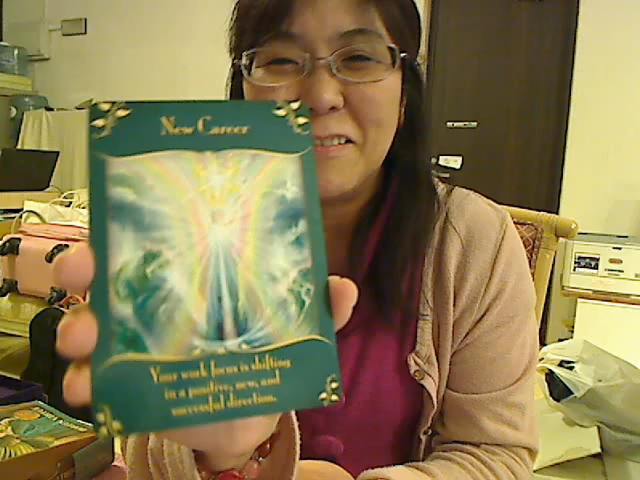 New Career
Your work focus is shifting
in a positive, new, and
successful direction.